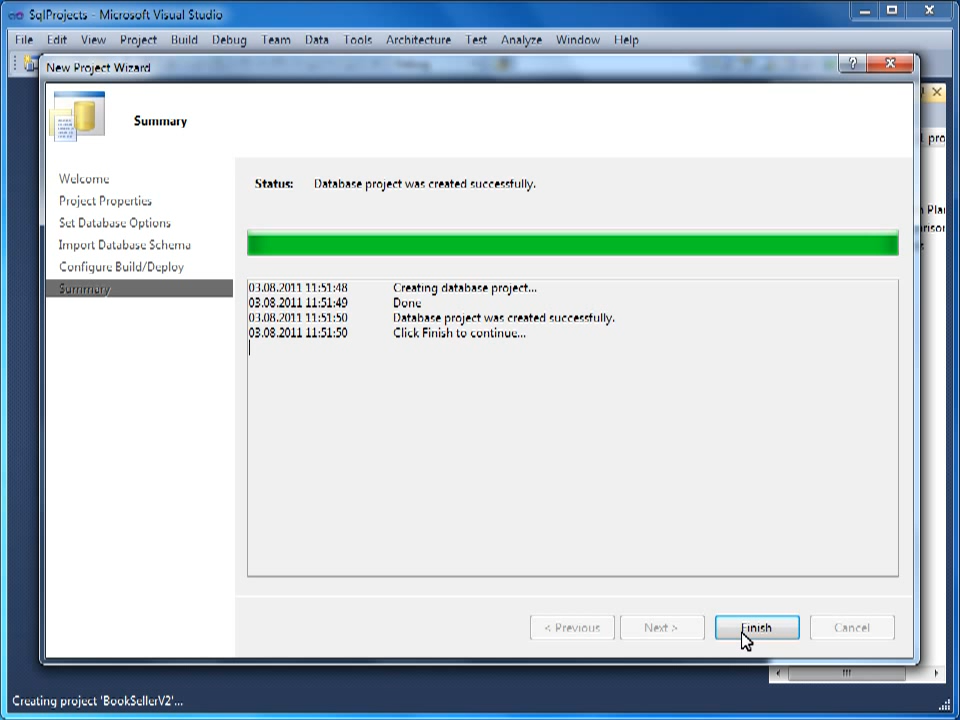 SqlProjects - Microsoft Visual Studio
File Edit View Project Build Debug Team Data Tools Architecture Test Analyze Window Help
New Project Wizard
Summary
Welcome
Project Properties
Set Database Options
Import Database Schema
Configure Build/Deploy
Summary
Status: Database project was created successfully.
03.08.2011 11:51:48 Creating database project...
03.08.2011 11:51:49 Done
03.08.2011 11:51:50 Database project was created successfully.
03.08.2011 11:51:50 Click Finish to continue...
< Previous Next > Finish Cancel
Creating project 'BookSellerV2'...